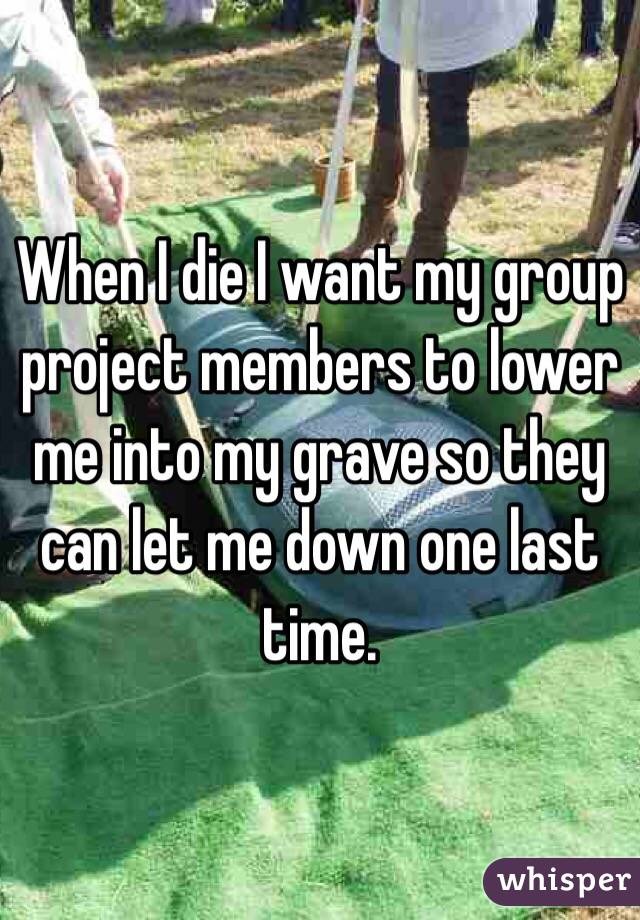 When I die I want my group
project members to lower
me into my grave so they
can let me down one last
time.
whisper